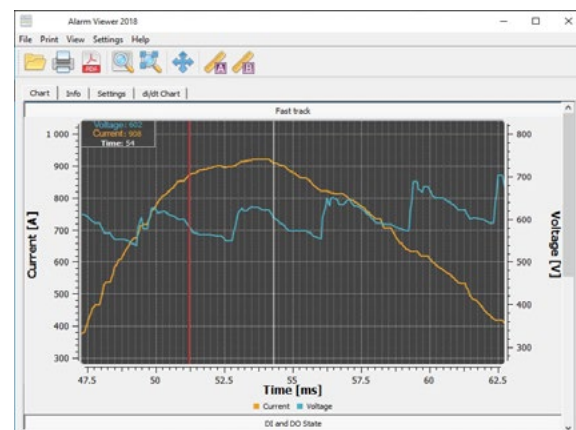 Alarm Viewer 2018
File Print View Settings Help
PDF
A
B
Chart Info Settings di/dt Chart
Fast track
Voltage: 602
Current: 908
Time: 54
1 000
900
800
700
600
500
400
300
Current [A]
800
700
600
500
400
300
Voltage [V]
47.5 50 52.5 55 57.5 60 62.5
Time [ms]
Current Voltage
DI and DO State